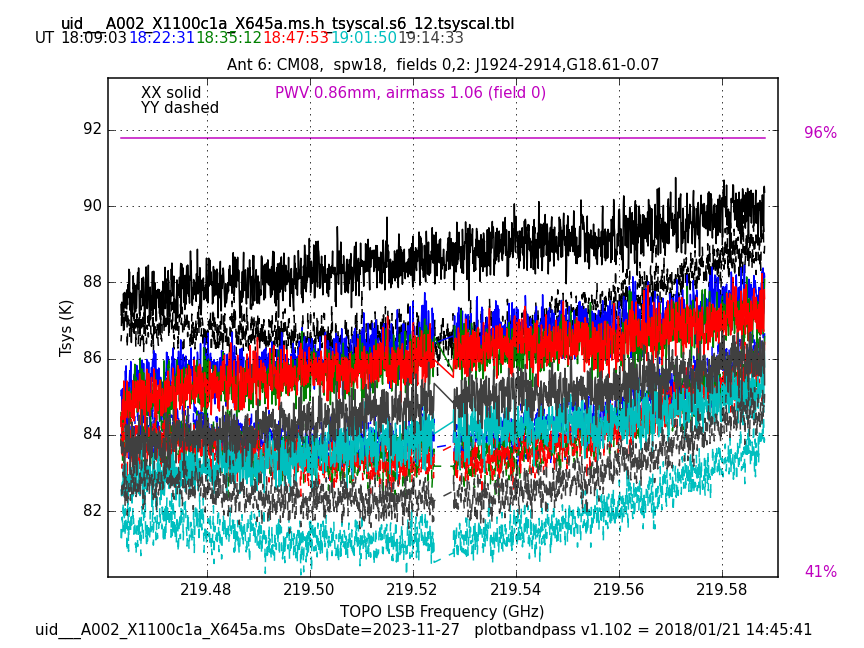 uid___A002_X1100c1a_X645a.ms.h_tsyscal.s6_12.tsyscal.tbl
UT 18:09:03 18:22:31 18:35:12 18:47:53 19:01:50 19:14:33
Ant 6: CM08,  spw18,  fields 0,2: J1924-2914,G18.61-0.07
XX solid PWV 0.86mm, airmass 1.06 (field 0)
YY dashed
96%
92
90
88
86
84
82
Tsys (K)
41%
219.48 219.50 219.52 219.54 219.56 219.58
TOPO LSB Frequency (GHz)
uid___A002_X1100c1a_X645a.ms  ObsDate=2023-11-27   plotbandpass v1.102 = 2018/01/21 14:45:41